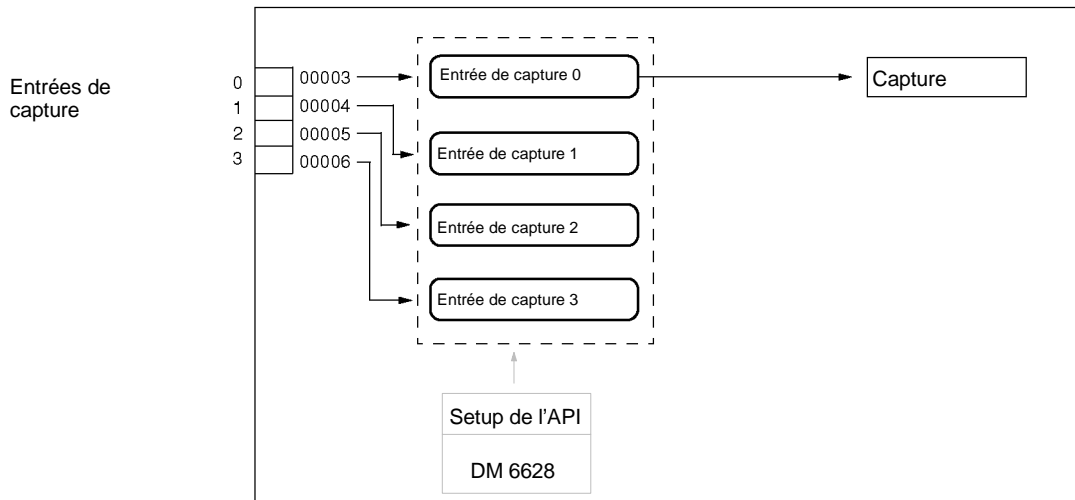 Entrées de
capture
0
1
2
3
00003
00004
00005
00006
Entrée de capture 0
Entrée de capture 1
Entrée de capture 2
Entrée de capture 3
Capture
Setup de l’API
DM 6628